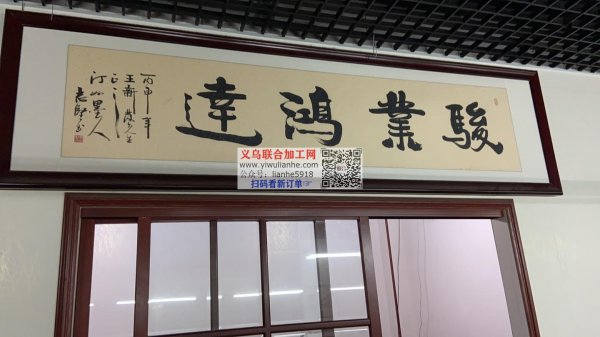 駿業鴻達
丙申年
义乌联合加工网
www.yiwulianhe.com
公众号：lianhe5918
扫码看新订单